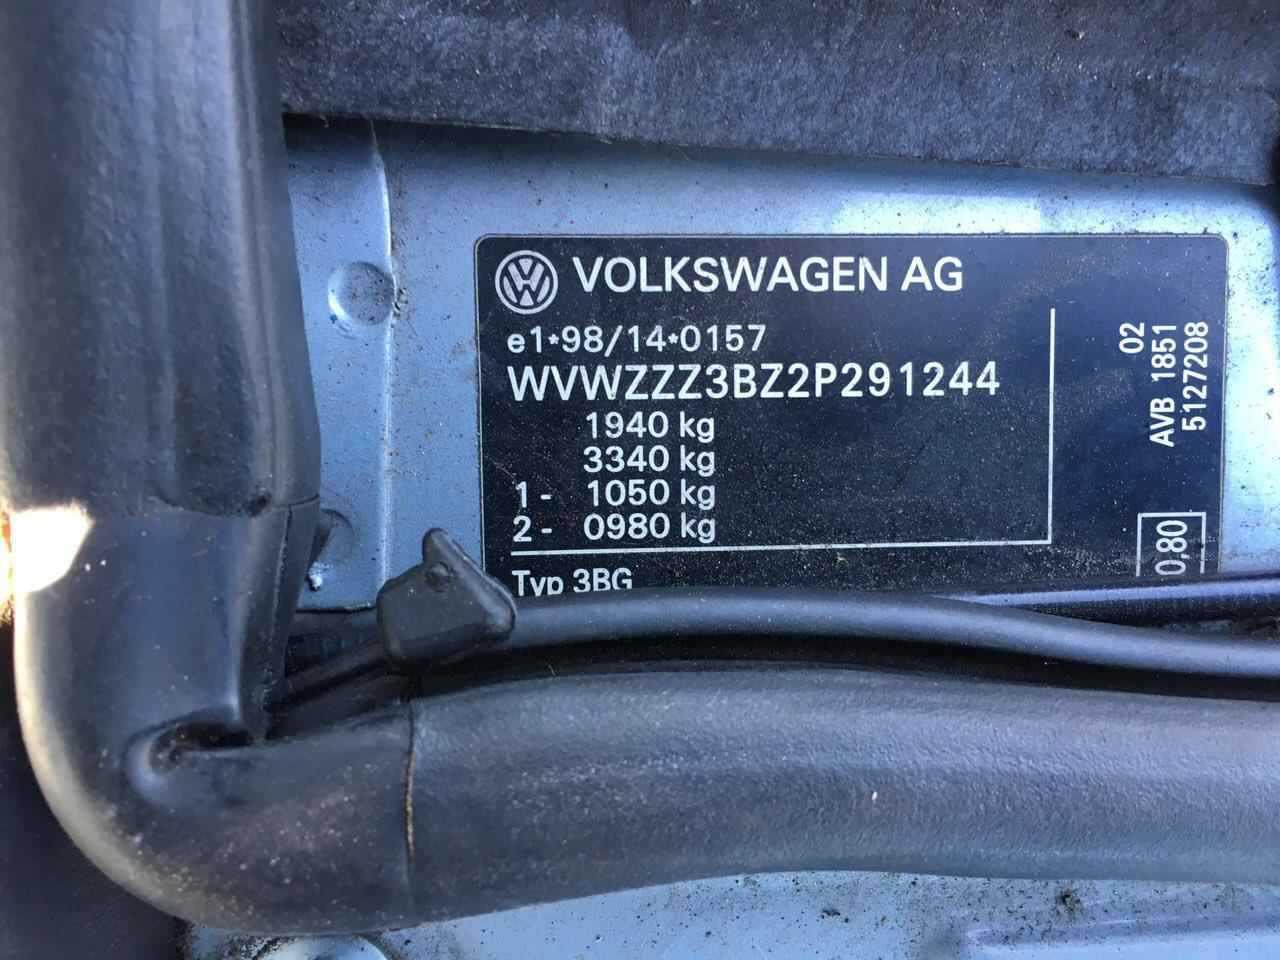 VOLKSWAGEN AG
e1*98/14*0157
WVWZZZ3BZ2P291244
1940 kg
3340 kg
1 - 1050 kg
2 - 0980 kg
Typ 3BG
02
AVB 1851
5127208
0,80